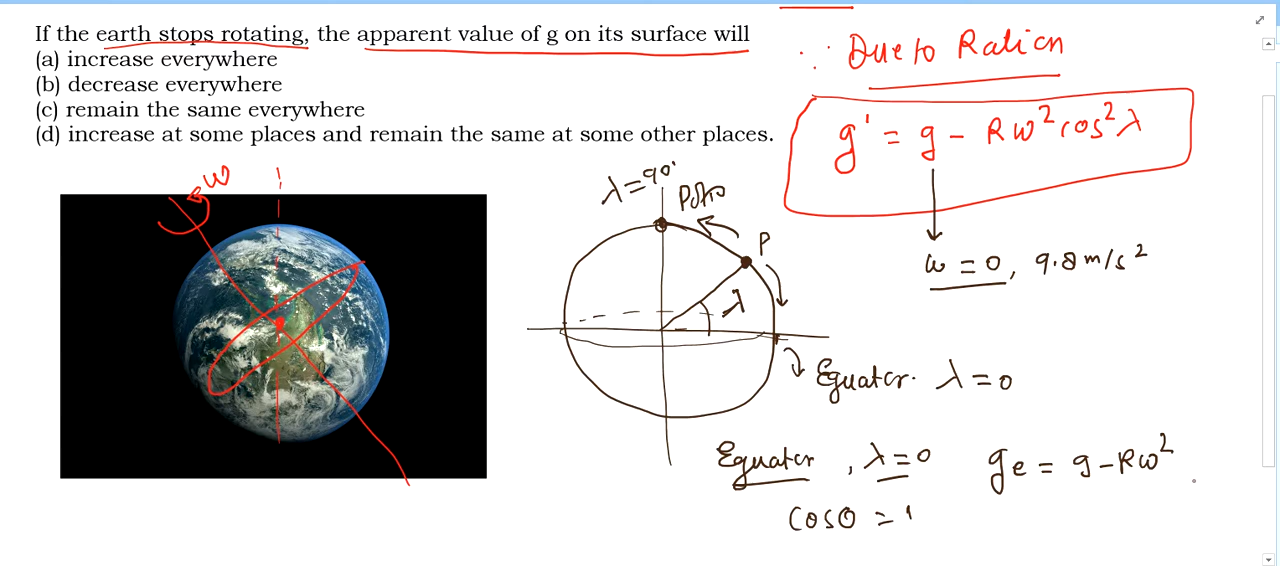 If the earth stops rotating, the apparent value of g on its surface will
(a) increase everywhere
(b) decrease everywhere
(c) remain the same everywhere
(d) increase at some places and remain the same at some other places.
∵ Due to
g' = g - Rω²cos²λ
ω = 0, 9.8 m/s²
ω
λ=90°
P
λ
Equator. λ=0
Equator, λ=0 ge = g-Rω²
cosθ = 1